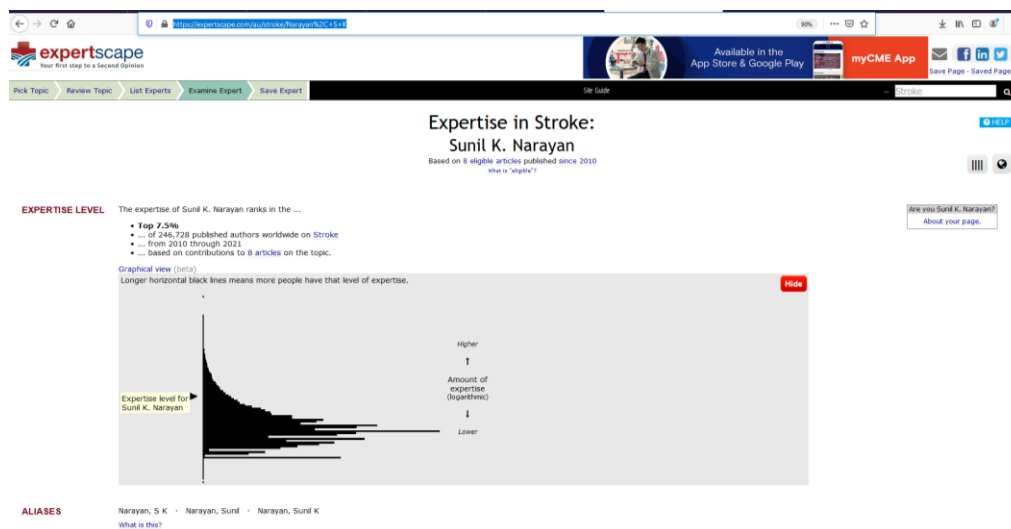 https://expertscape.com/au/stroke/Narayan%2C+S+K
90%
expertscape
Your first step to a Second Opinion
Available in the
App Store & Google Play
myCME App
Save Page - Saved Page
Pick Topic
Review Topic
List Experts
Examine Expert
Save Expert
Site Guide
Stroke
Expertise in Stroke:
Sunil K. Narayan
Based on 8 eligible articles published since 2010
What is "eligible"?
HELP
EXPERTISE LEVEL
The expertise of Sunil K. Narayan ranks in the ...
• Top 7.5%
• ... of 246,728 published authors worldwide on Stroke
• ... from 2010 through 2021
• ... based on contributions to 8 articles on the topic.
Are you Sunil K. Narayan?
About your page.
Graphical view (beta)
Longer horizontal black lines means more people have that level of expertise.
Hide
Higher
↑
Amount of
expertise
(logarithmic)
↓
Lower
Expertise level for
Sunil K. Narayan
ALIASES
Narayan, S K · Narayan, Sunil · Narayan, Sunil K
What is this?